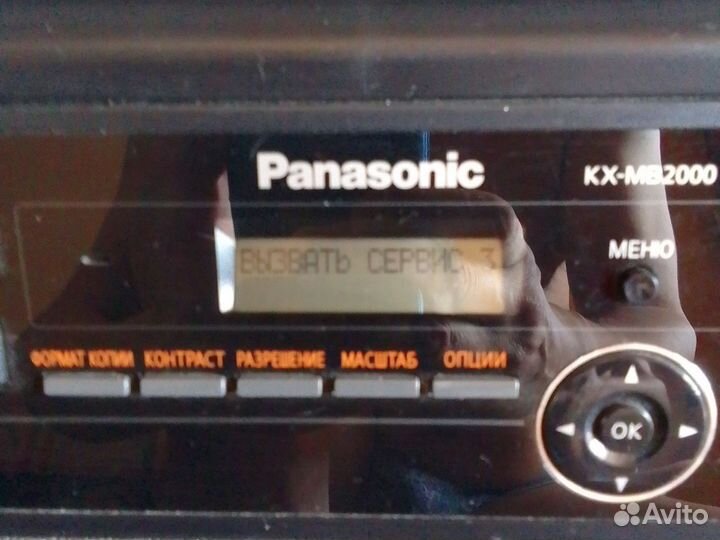 Panasonic
KX-MB2000
ВЫЗВАТЬ СЕРВИС 3
МЕНЮ
ФОРМАТ КОПИИ КОНТРАСТ РАЗРЕШЕНИЕ МАСШТАБ ОПЦИИ
OK
Avito